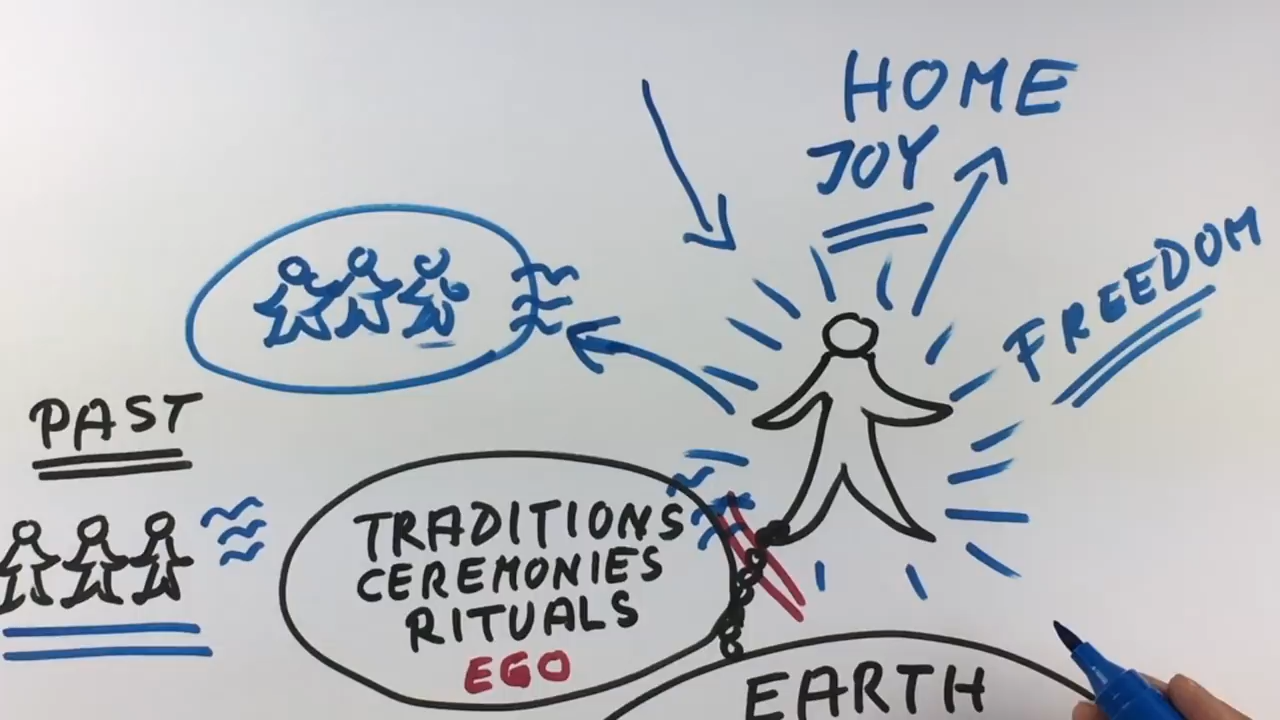 HOME
JOY
FREEDOM
PAST
TRADITIONS
CEREMONIES
RITUALS
EGO
EARTH